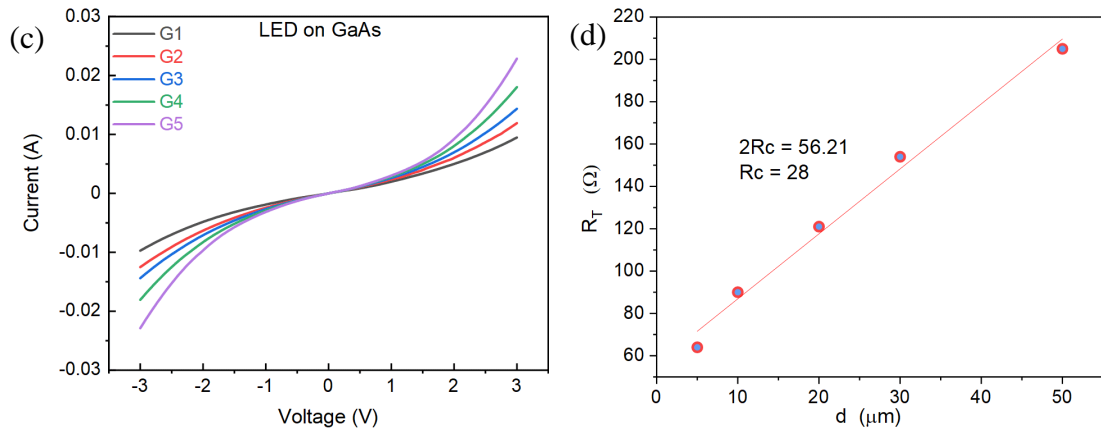 (c)
LED on GaAs
G1
G2
G3
G4
G5
Current (A)
0.03
0.02
0.01
0
-0.01
-0.02
-0.03
-3 -2 -1 0 1 2 3
Voltage (V)
(d)
R_T (Ω)
220
200
180
160
140
120
100
80
60
2Rc = 56.21
Rc = 28
0 10 20 30 40 50
d (μm)